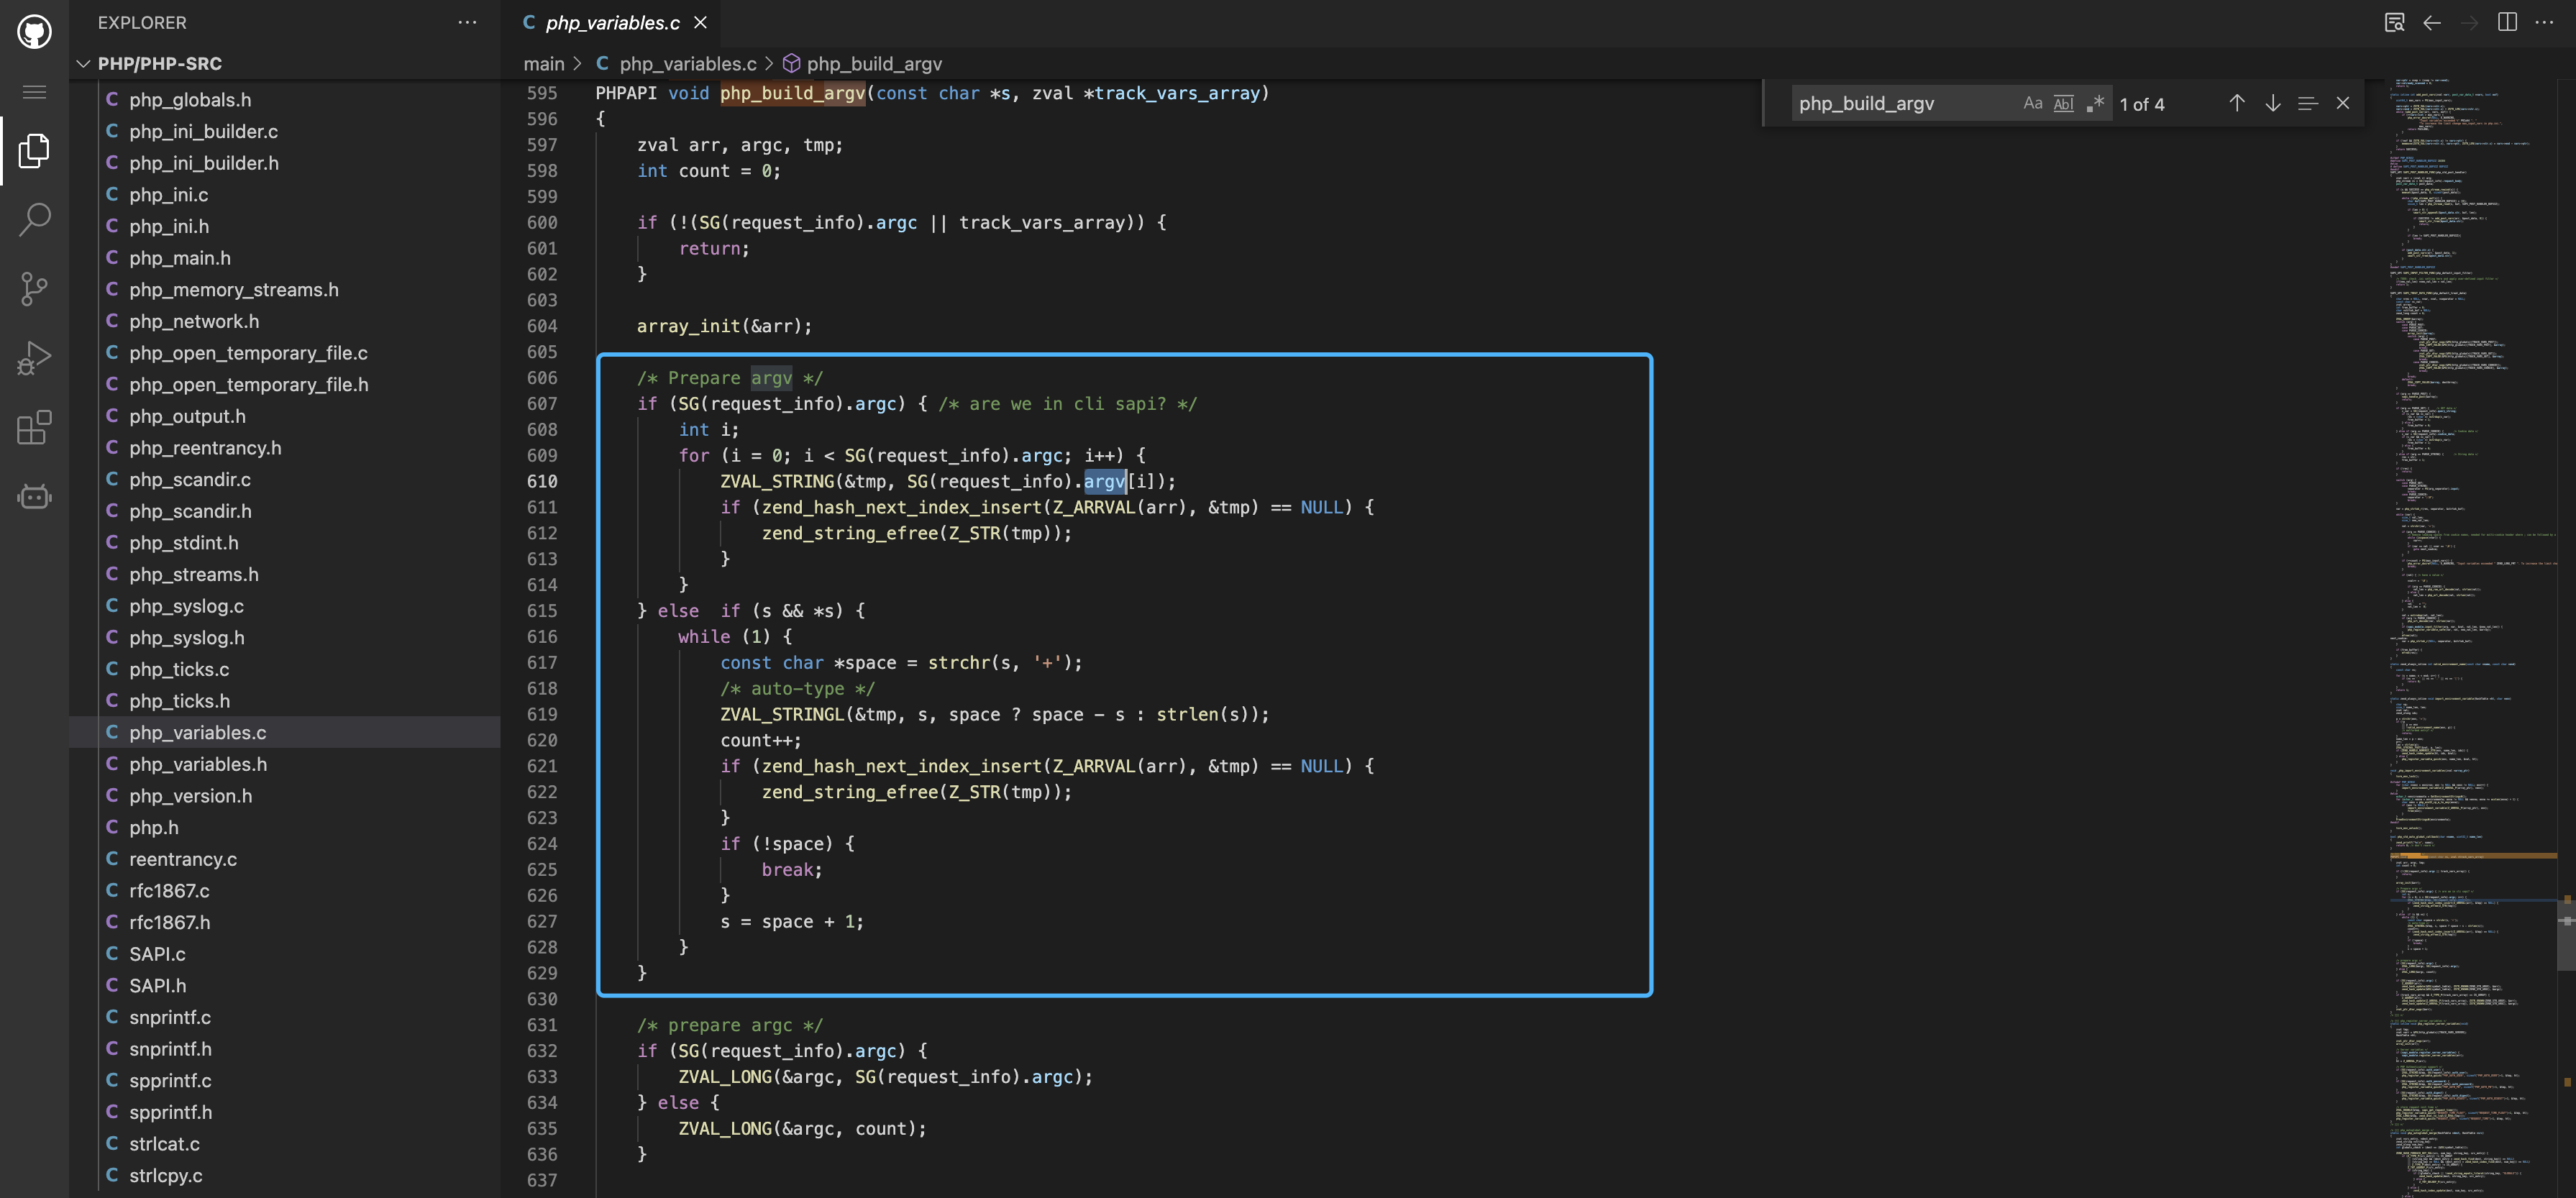 EXPLORER
PHP/PHP-SRC
C php_globals.h
C php_ini_builder.c
C php_ini_builder.h
C php_ini.c
C php_ini.h
C php_main.h
C php_memory_streams.h
C php_network.h
C php_open_temporary_file.c
C php_open_temporary_file.h
C php_output.h
C php_reentrancy.h
C php_scandir.c
C php_scandir.h
C php_stdint.h
C php_streams.h
C php_syslog.c
C php_syslog.h
C php_ticks.c
C php_ticks.h
C php_variables.c
C php_variables.h
C php_version.h
C php.h
C reentrancy.c
C rfc1867.c
C rfc1867.h
C SAPI.c
C SAPI.h
C snprintf.c
C snprintf.h
C spprintf.c
C spprintf.h
C strlcat.c
C strlcpy.c
C php_variables.c
main > C php_variables.c > php_build_argv
php_build_argv Aa Abl .* 1 of 4
595 PHPAPI void php_build_argv(const char *s, zval *track_vars_array)
596 {
597 zval arr, argc, tmp;
598 int count = 0;
599
600 if (!(SG(request_info).argc || track_vars_array)) {
601 return;
602 }
603
604 array_init(&arr);
605
606 /* Prepare argv */
607 if (SG(request_info).argc) { /* are we in cli sapi? */
608 int i;
609 for (i = 0; i < SG(request_info).argc; i++) {
610 ZVAL_STRING(&tmp, SG(request_info).argv[i]);
611 if (zend_hash_next_index_insert(Z_ARRVAL(arr), &tmp) == NULL) {
612 zend_string_efree(Z_STR(tmp));
613 }
614 }
615 } else  if (s && *s) {
616 while (1) {
617 const char *space = strchr(s, '+');
618 /* auto-type */
619 ZVAL_STRINGL(&tmp, s, space ? space - s : strlen(s));
620 count++;
621 if (zend_hash_next_index_insert(Z_ARRVAL(arr), &tmp) == NULL) {
622 zend_string_efree(Z_STR(tmp));
623 }
624 if (!space) {
625 break;
626 }
627 s = space + 1;
628 }
629 }
630
631 /* prepare argc */
632 if (SG(request_info).argc) {
633 ZVAL_LONG(&argc, SG(request_info).argc);
634 } else {
635 ZVAL_LONG(&argc, count);
636 }
637